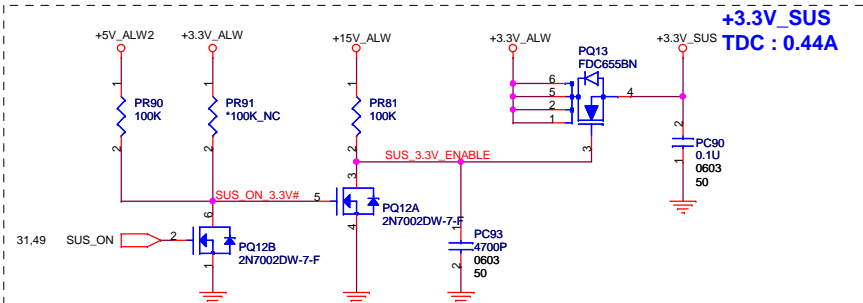 +3.3V_SUS
TDC : 0.44A
+5V_ALW2
+3.3V_ALW
+15V_ALW
+3.3V_ALW
+3.3V_SUS
PQ13
FDC655BN
1
PR90
100K
2
1
PR91
*100K_NC
2
1
PR81
100K
2
6
5
2
1
4
3
SUS_3.3V_ENABLE
2
PC90
0.1U
0603
50
1
SUS_ON_3.3V#
5
3
PQ12A
2N7002DW-7-F
4
31,49
SUS_ON
2
6
PQ12B
2N7002DW-7-F
1
1
PC93
4700P
0603
50
2